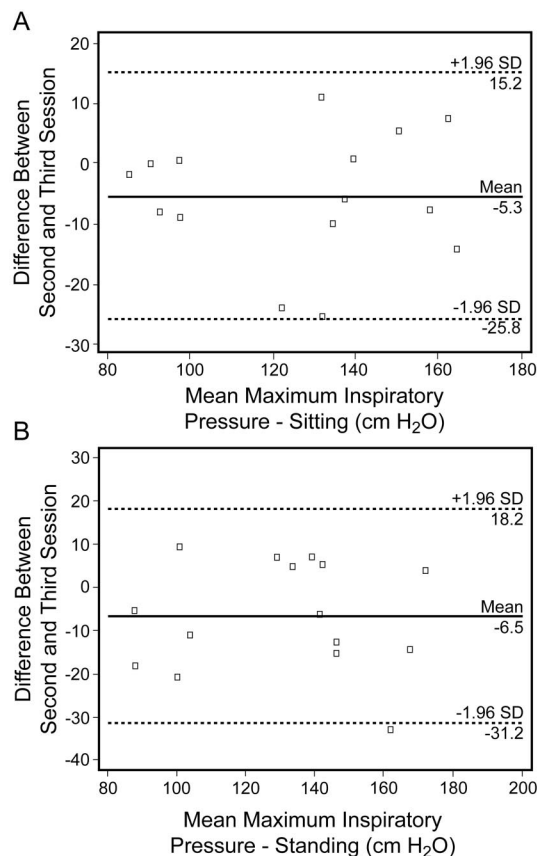 A
Difference Between
Second and Third Session
20
10
0
-10
-20
-30
+1.96 SD
15.2
Mean
-5.3
-1.96 SD
-25.8
80 100 120 140 160 180
Mean Maximum Inspiratory
Pressure - Sitting (cm H₂O)
B
Difference Between
Second and Third Session
30
20
10
0
-10
-20
-30
-40
+1.96 SD
18.2
Mean
-6.5
-1.96 SD
-31.2
80 100 120 140 160 180 200
Mean Maximum Inspiratory
Pressure - Standing (cm H₂O)